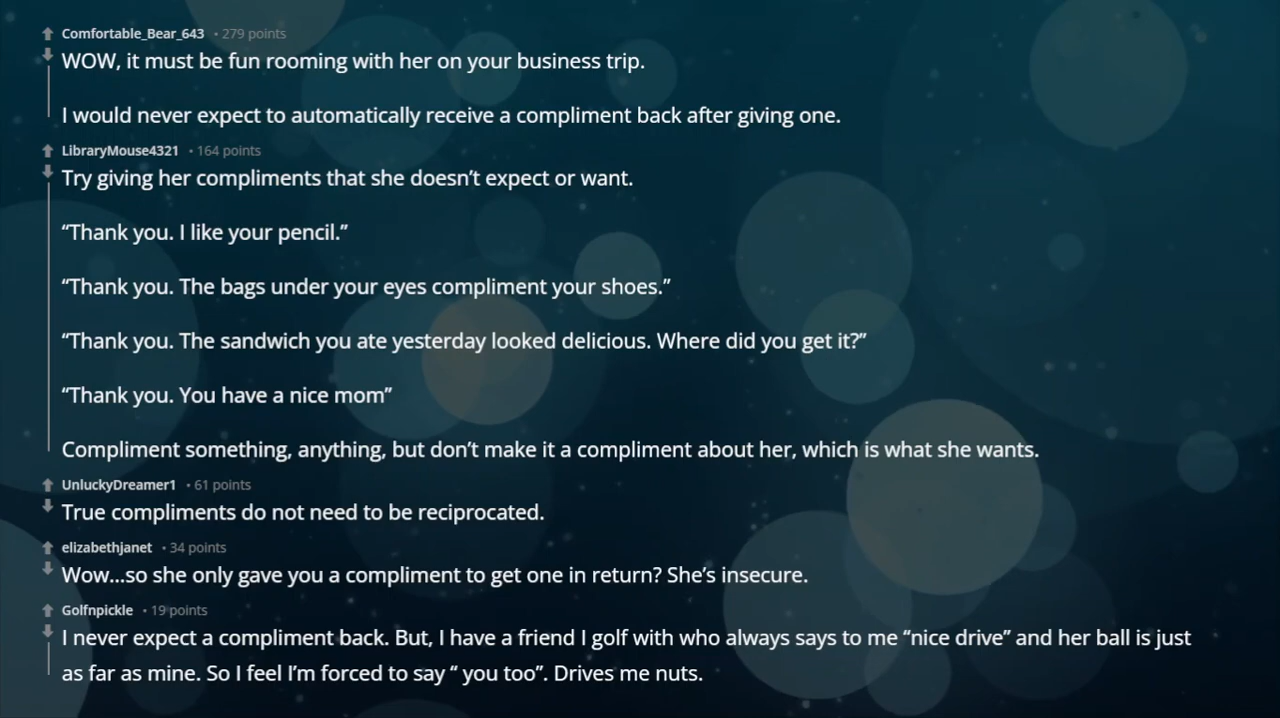 Comfortable_Bear_643 • 279 points
WOW, it must be fun rooming with her on your business trip.
I would never expect to automatically receive a compliment back after giving one.
LibraryMouse4321 • 164 points
Try giving her compliments that she doesn’t expect or want.
“Thank you. I like your pencil.”
“Thank you. The bags under your eyes compliment your shoes.”
“Thank you. The sandwich you ate yesterday looked delicious. Where did you get it?”
“Thank you. You have a nice mom”
Compliment something, anything, but don’t make it a compliment about her, which is what she wants.
UnluckyDreamer1 • 61 points
True compliments do not need to be reciprocated.
elizabethjanet • 34 points
Wow...so she only gave you a compliment to get one in return? She’s insecure.
Golfnpickle • 19 points
I never expect a compliment back. But, I have a friend I golf with who always says to me “nice drive” and her ball is just
as far as mine. So I feel I’m forced to say “ you too”. Drives me nuts.